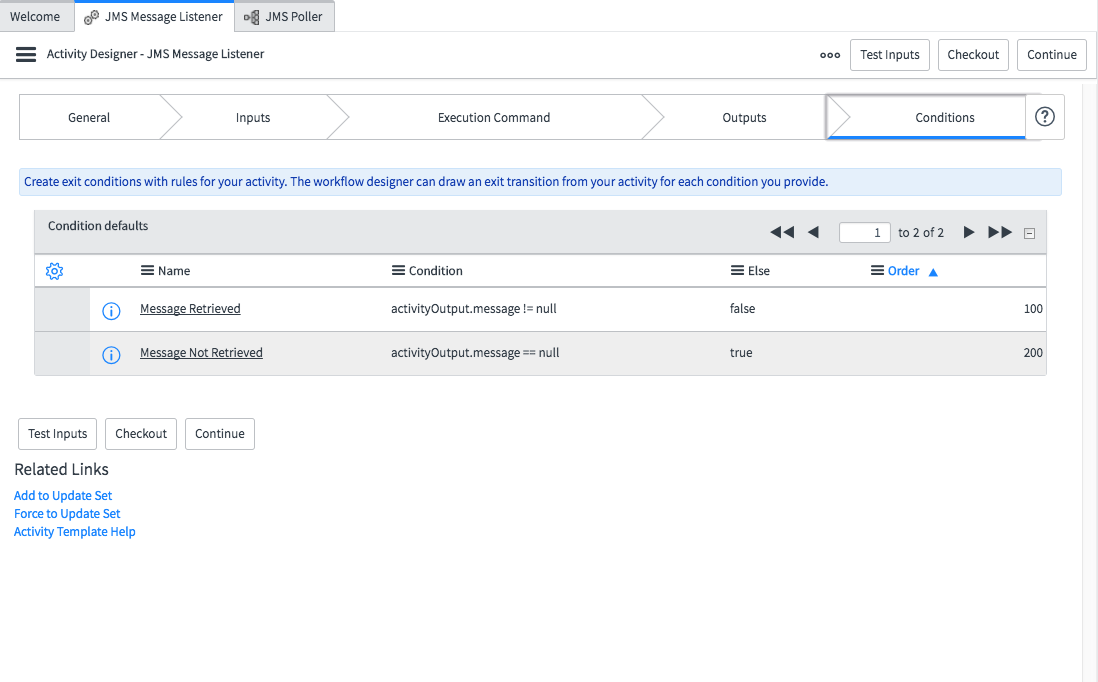 Welcome JMS Message Listener JMS Poller
Activity Designer - JMS Message Listener Test Inputs Checkout Continue
General Inputs Execution Command Outputs Conditions ?
Create exit conditions with rules for your activity. The workflow designer can draw an exit transition from your activity for each condition you provide.
Condition defaults 1 to 2 of 2
Name Condition Else Order
Message Retrieved activityOutput.message != null false 100
Message Not Retrieved activityOutput.message == null true 200
Test Inputs Checkout Continue
Related Links
Add to Update Set
Force to Update Set
Activity Template Help